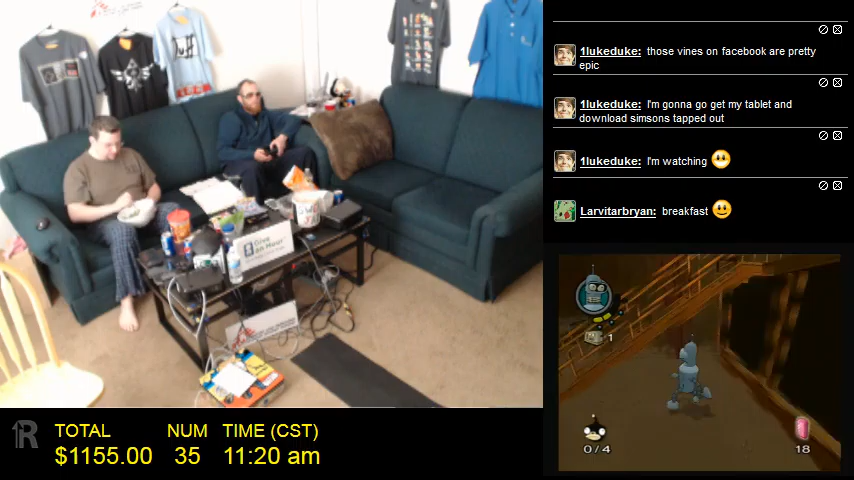 1lukeduke: those vines on facebook are pretty
epic
1lukeduke: I'm gonna go get my tablet and
download simsons tapped out
1lukeduke: I'm watching
Larvitarbryan: breakfast
Give
1
0/4
18
TOTAL NUM TIME (CST)
$1155.00 35 11:20 am